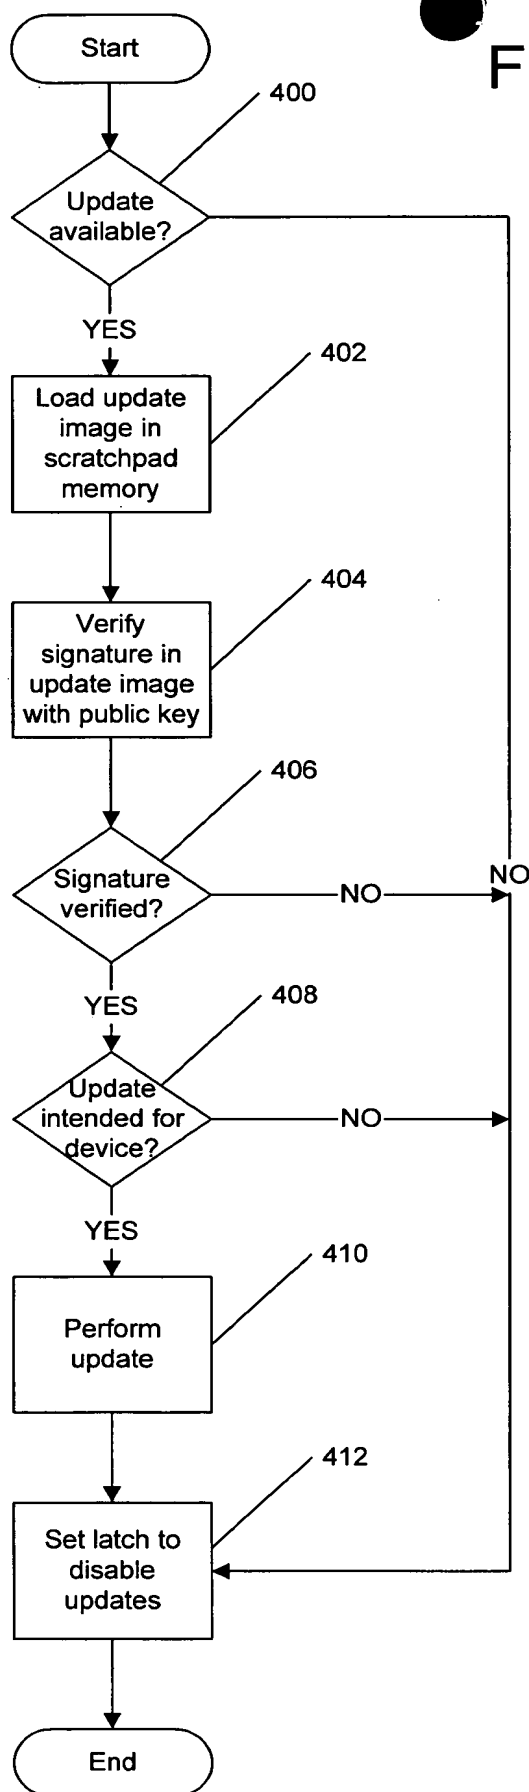 Start
F
400
Update
available?
YES
402
Load update
image in
scratchpad
memory
404
Verify
signature in
update image
with public key
406
Signature
verified?
NO
NO
YES
408
Update
intended for
device?
NO
YES
410
Perform
update
412
Set latch to
disable
updates
End